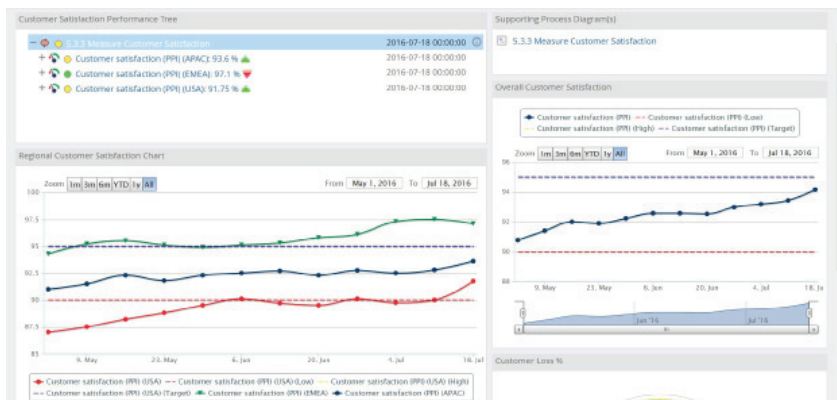 Customer Satisfaction Performance Tree
5.3.3 Measure Customer Satisfaction 2016-07-18 00:00:00
Customer satisfaction (PPI) (APAC): 93.6 % 2016-07-18 00:00:00
Customer satisfaction (PPI) (EMEA): 97.1 % 2016-07-18 00:00:00
Customer satisfaction (PPI) (USA): 91.75 % 2016-07-18 00:00:00
Regional Customer Satisfaction Chart
Zoom 1m 3m 6m YTD 1y All From May 1, 2016 To Jul 18, 2016
100
97.5
95
92.5
90
87.5
85
9. May 23. May 6. Jun 20. Jun 4. Jul 18. Jul
Customer satisfaction (PPI) (USA) Customer satisfaction (PPI) (USA) (Low) Customer satisfaction (PPI) (USA) (High)
Customer satisfaction (PPI) (USA) (Target) Customer satisfaction (PPI) (EMEA) Customer satisfaction (PPI) (APAC)
Supporting Process Diagram(s)
5.3.3 Measure Customer Satisfaction
Overall Customer Satisfaction
Customer satisfaction (PPI) Customer satisfaction (PPI) (Low)
Customer satisfaction (PPI) (High) Customer satisfaction (PPI) (Target)
Zoom 1m 3m 6m YTD 1y All From May 1, 2016 To Jul 18, 2016
96
94
92
90
88
9. May 23. May 6. Jun 20. Jun 4. Jul 18. Ju
Jun '16 Jul '16
Customer Loss %